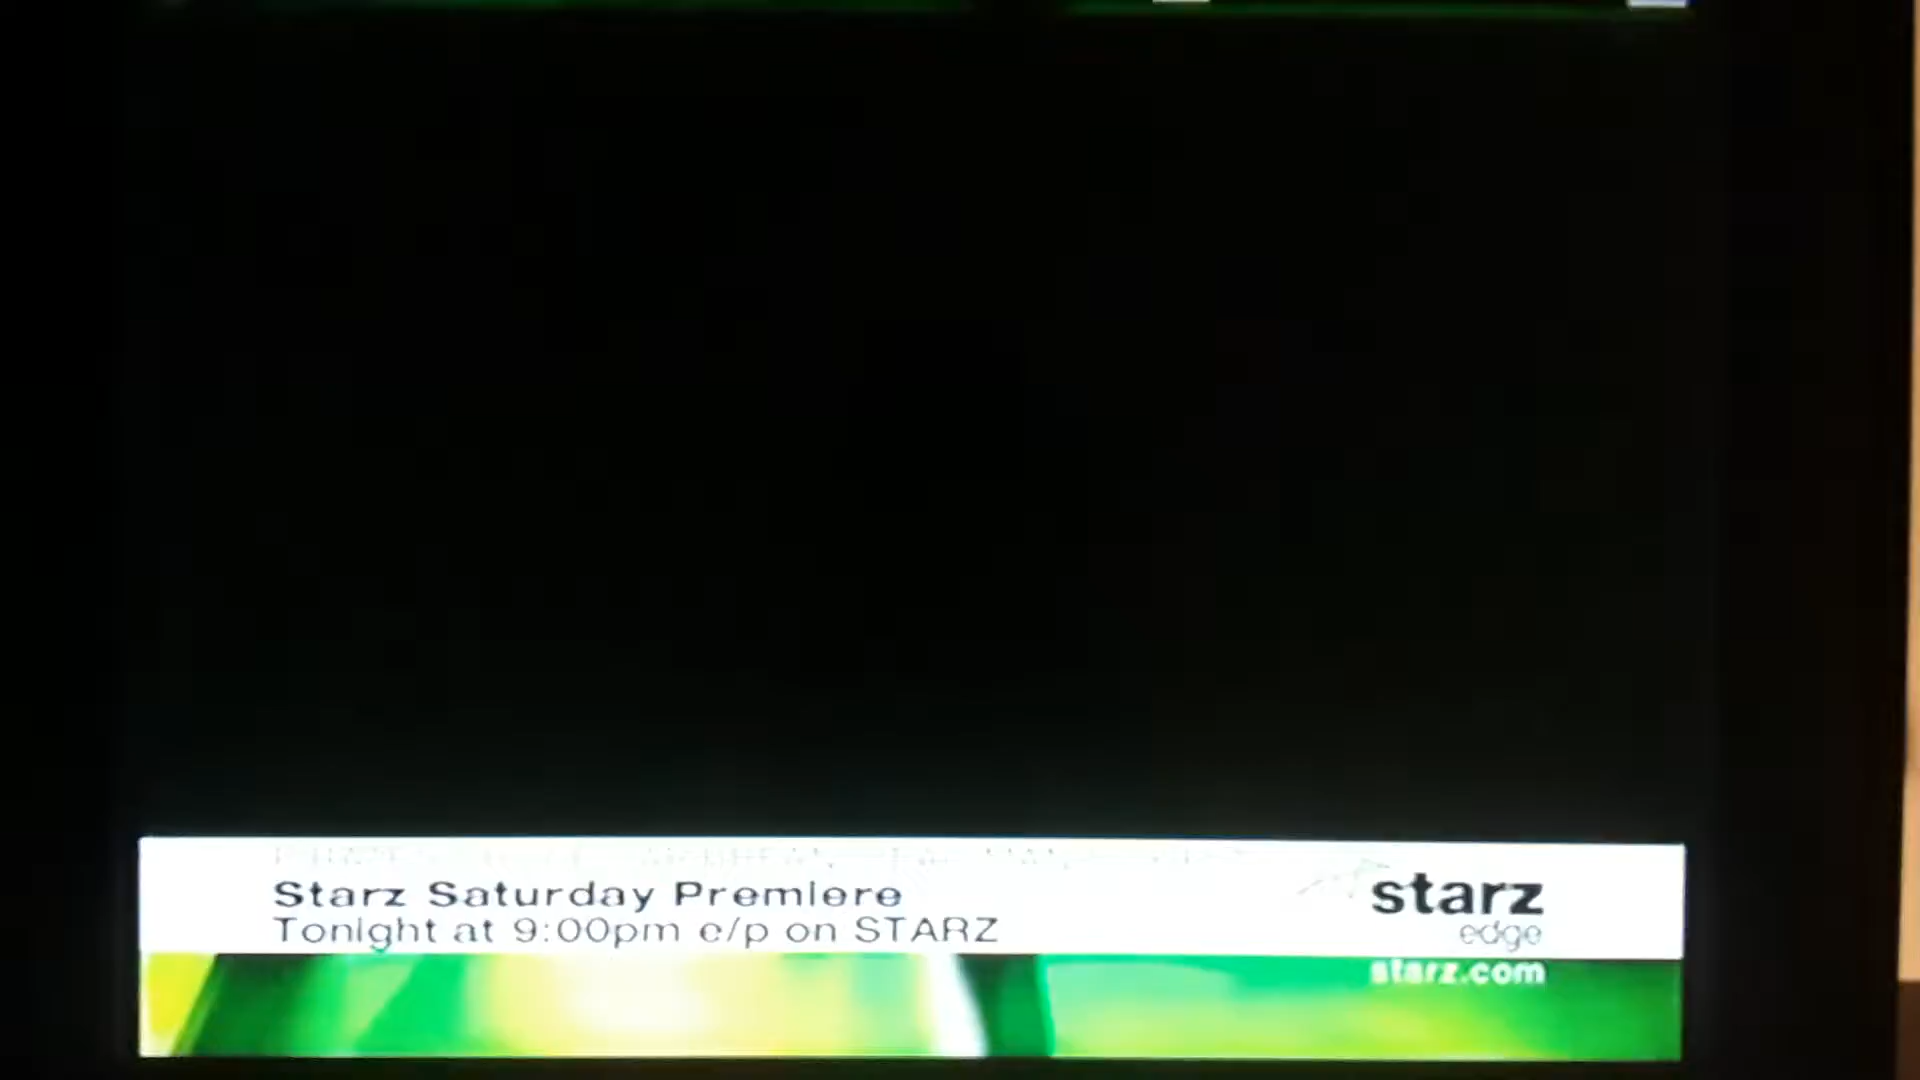 Starz Saturday Premiere
Tonight at 9:00pm e/p on STARZ
starz
edge
starz.com